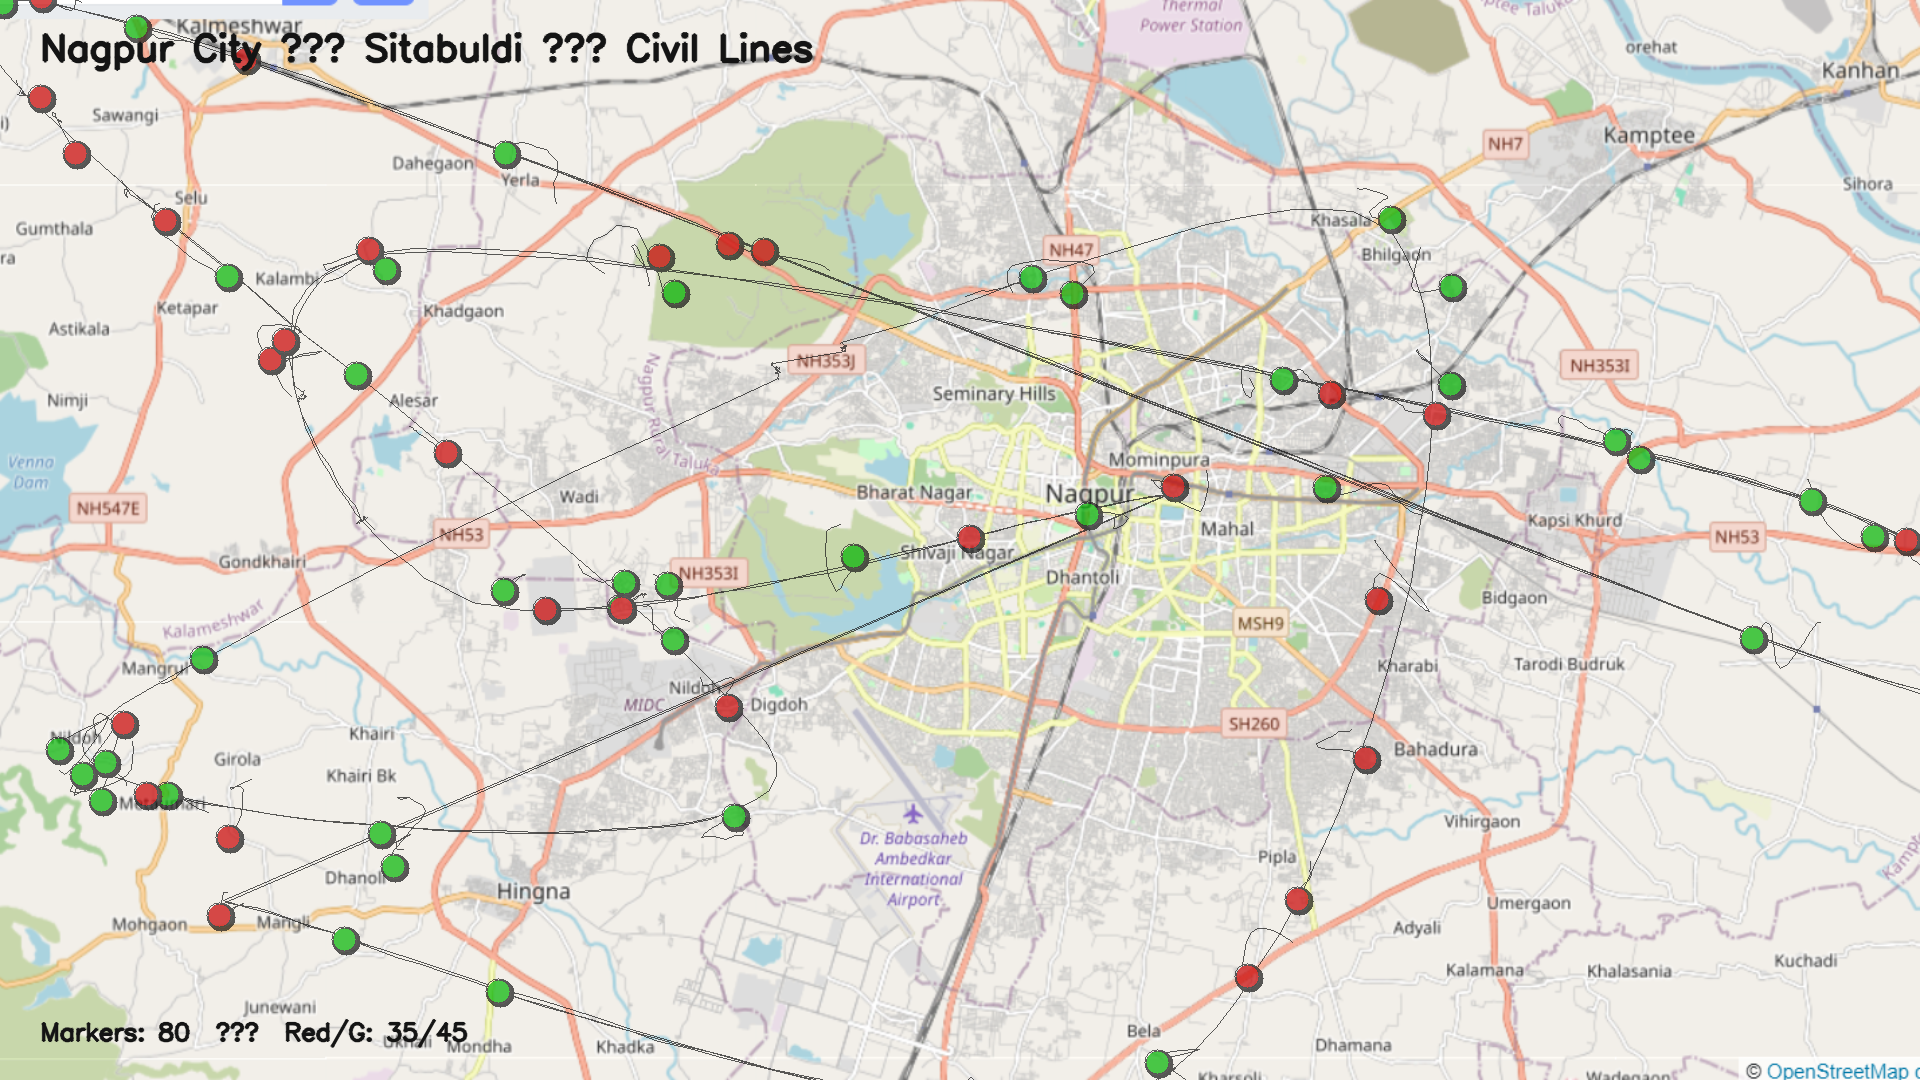 Thermal
Power Station
ptee Taluka
Kalmeshwar
orehat
Nagpur City ??? Sitabuldi ??? Civil Lines
Kanhan
Sawangi
Kamptee
NH7
Dahegaon
Yerla
Sihora
Selu
Gumthala
Khasala
NH47
Bhilgaon
ra
Kalambi
Ketapar
Khadgaon
Astikala
NH353J
NH353I
Nagpur Rural Taluka
Seminary Hills
Nimji
Alesar
Mominpura
Venna
Dam
Bharat Nagar
Nagpur
Wadi
NH547E
Kapsi Khurd
Mahal
NH53
NH53
Shivaji Nagar
Gondkhairi
NH353I
Dhantoli
Bidgaon
Kalameshwar
MSH9
Mangrul
Kharabi
Tarodi Budruk
Nildoh
MIDC
Digdoh
SH260
Nildoh
Khairi
Bahadura
Girola
Khairi Bk
Vihirgaon
Dr. Babasaheb
Ambedkar
International
Airport
Pipla
Dhanoli
Hingna
Umergaon
Mohgaon
Mangli
Adyali
Kuchadi
Kalamana
Khalasania
Junewani
Markers: 80 ??? Red/G: 35/45
Bela
Mondha
Khadka
Dhamana
Kharsoli
Wadegaon
© OpenStreetMap c